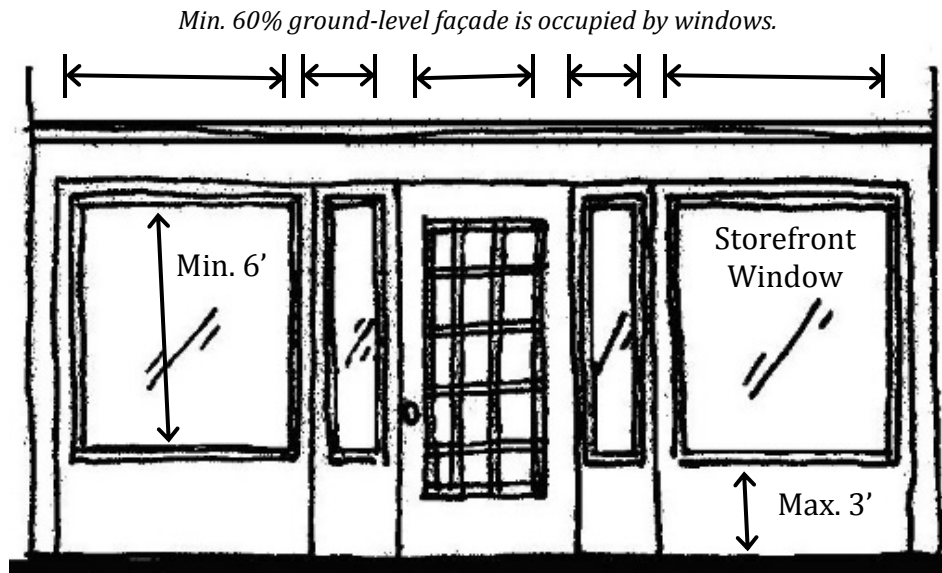 Min. 60% ground-level façade is occupied by windows.
Min. 6’
Storefront
Window
Max. 3’